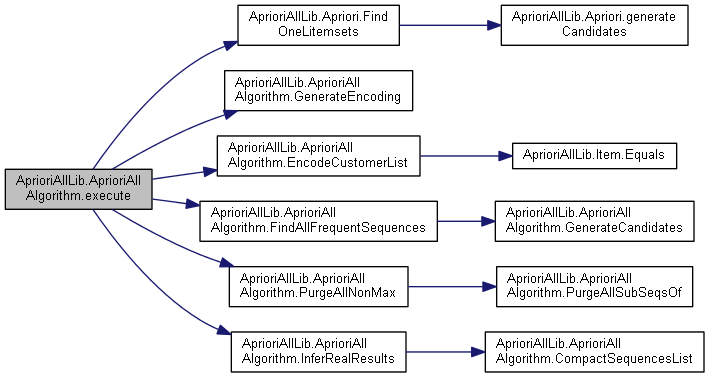 AprioriAllLib.Apriori.Find
OneLitemsets
AprioriAllLib.Apriori.generate
Candidates
AprioriAllLib.AprioriAll
Algorithm.GenerateEncoding
AprioriAllLib.AprioriAll
Algorithm.EncodeCustomerList
AprioriAllLib.Item.Equals
AprioriAllLib.AprioriAll
Algorithm.execute
AprioriAllLib.AprioriAll
Algorithm.FindAllFrequentSequences
AprioriAllLib.AprioriAll
Algorithm.GenerateCandidates
AprioriAllLib.AprioriAll
Algorithm.PurgeAllNonMax
AprioriAllLib.AprioriAll
Algorithm.PurgeAllSubSeqsOf
AprioriAllLib.AprioriAll
Algorithm.InferRealResults
AprioriAllLib.AprioriAll
Algorithm.CompactSequencesList